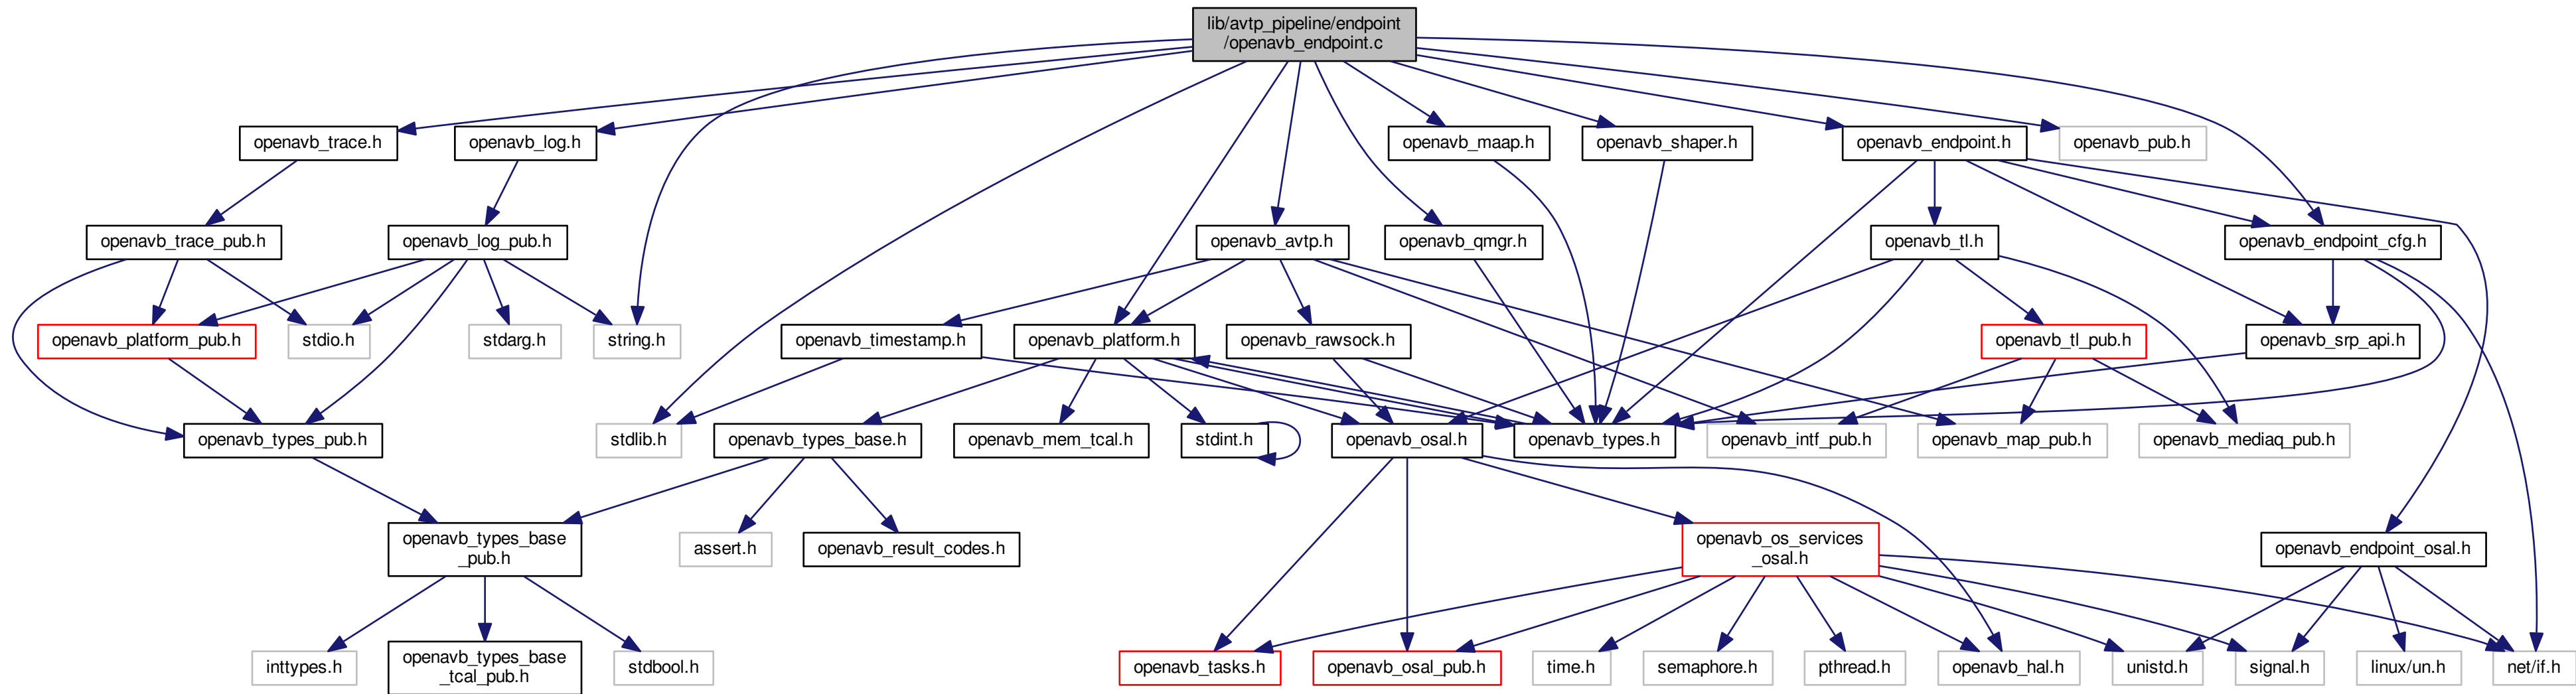 lib/avtp_pipeline/endpoint
/openavb_endpoint.c
openavb_trace.h
openavb_log.h
openavb_maap.h
openavb_shaper.h
openavb_endpoint.h
openavb_pub.h
openavb_trace_pub.h
openavb_log_pub.h
openavb_avtp.h
openavb_qmgr.h
openavb_tl.h
openavb_endpoint_cfg.h
openavb_platform_pub.h
stdio.h
stdarg.h
string.h
openavb_timestamp.h
openavb_platform.h
openavb_rawsock.h
openavb_tl_pub.h
openavb_srp_api.h
openavb_types_pub.h
stdlib.h
openavb_types_base.h
openavb_mem_tcal.h
stdint.h
openavb_osal.h
openavb_types.h
openavb_intf_pub.h
openavb_map_pub.h
openavb_mediaq_pub.h
openavb_types_base
_pub.h
assert.h
openavb_result_codes.h
openavb_os_services
_osal.h
openavb_endpoint_osal.h
inttypes.h
openavb_types_base
_tcal_pub.h
stdbool.h
openavb_tasks.h
openavb_osal_pub.h
time.h
semaphore.h
pthread.h
openavb_hal.h
unistd.h
signal.h
linux/un.h
net/if.h